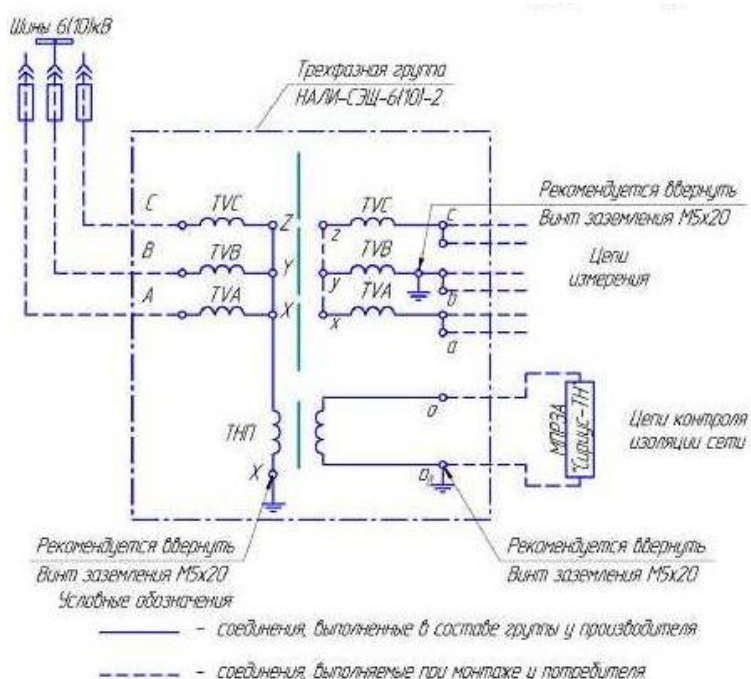 Шины 6(10)кВ
Трехфазная группа
НАЛИ-СЭЩ-6(10)-2
C TVC Z
B TVB Y
A TVA X
TVC c
z
TVB
y b
TVA
x a
Рекомендуется ввернуть
Винт заземления М5х20
Цепи
измерения
ТНП
X
o
МПРЗА
"Сириус-ТН"
Цепи контроля
изоляции сети
Рекомендуется ввернуть
Винт заземления М5х20
Рекомендуется ввернуть
Винт заземления М5х20
Условные обозначения
- соединения, выполненные в составе группы у производителя
- соединения, выполняемые при монтаже у потребителя